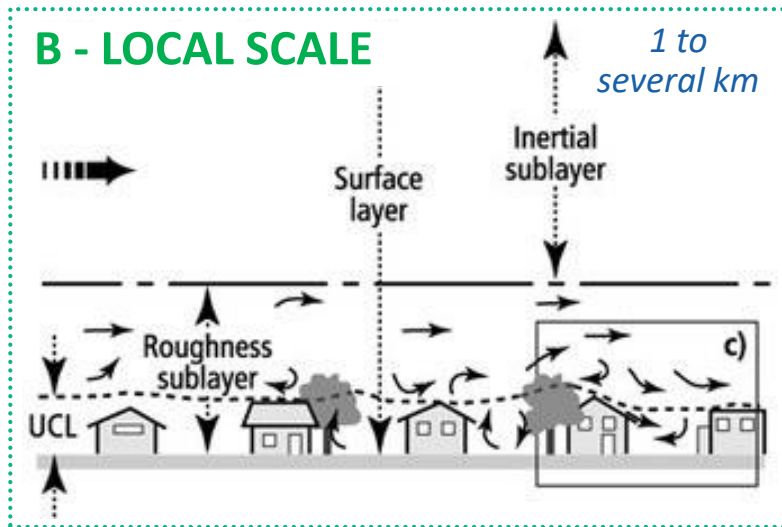 B - LOCAL SCALE
1 to
several km
Inertial
sublayer
Surface
layer
Roughness
sublayer
c)
UCL